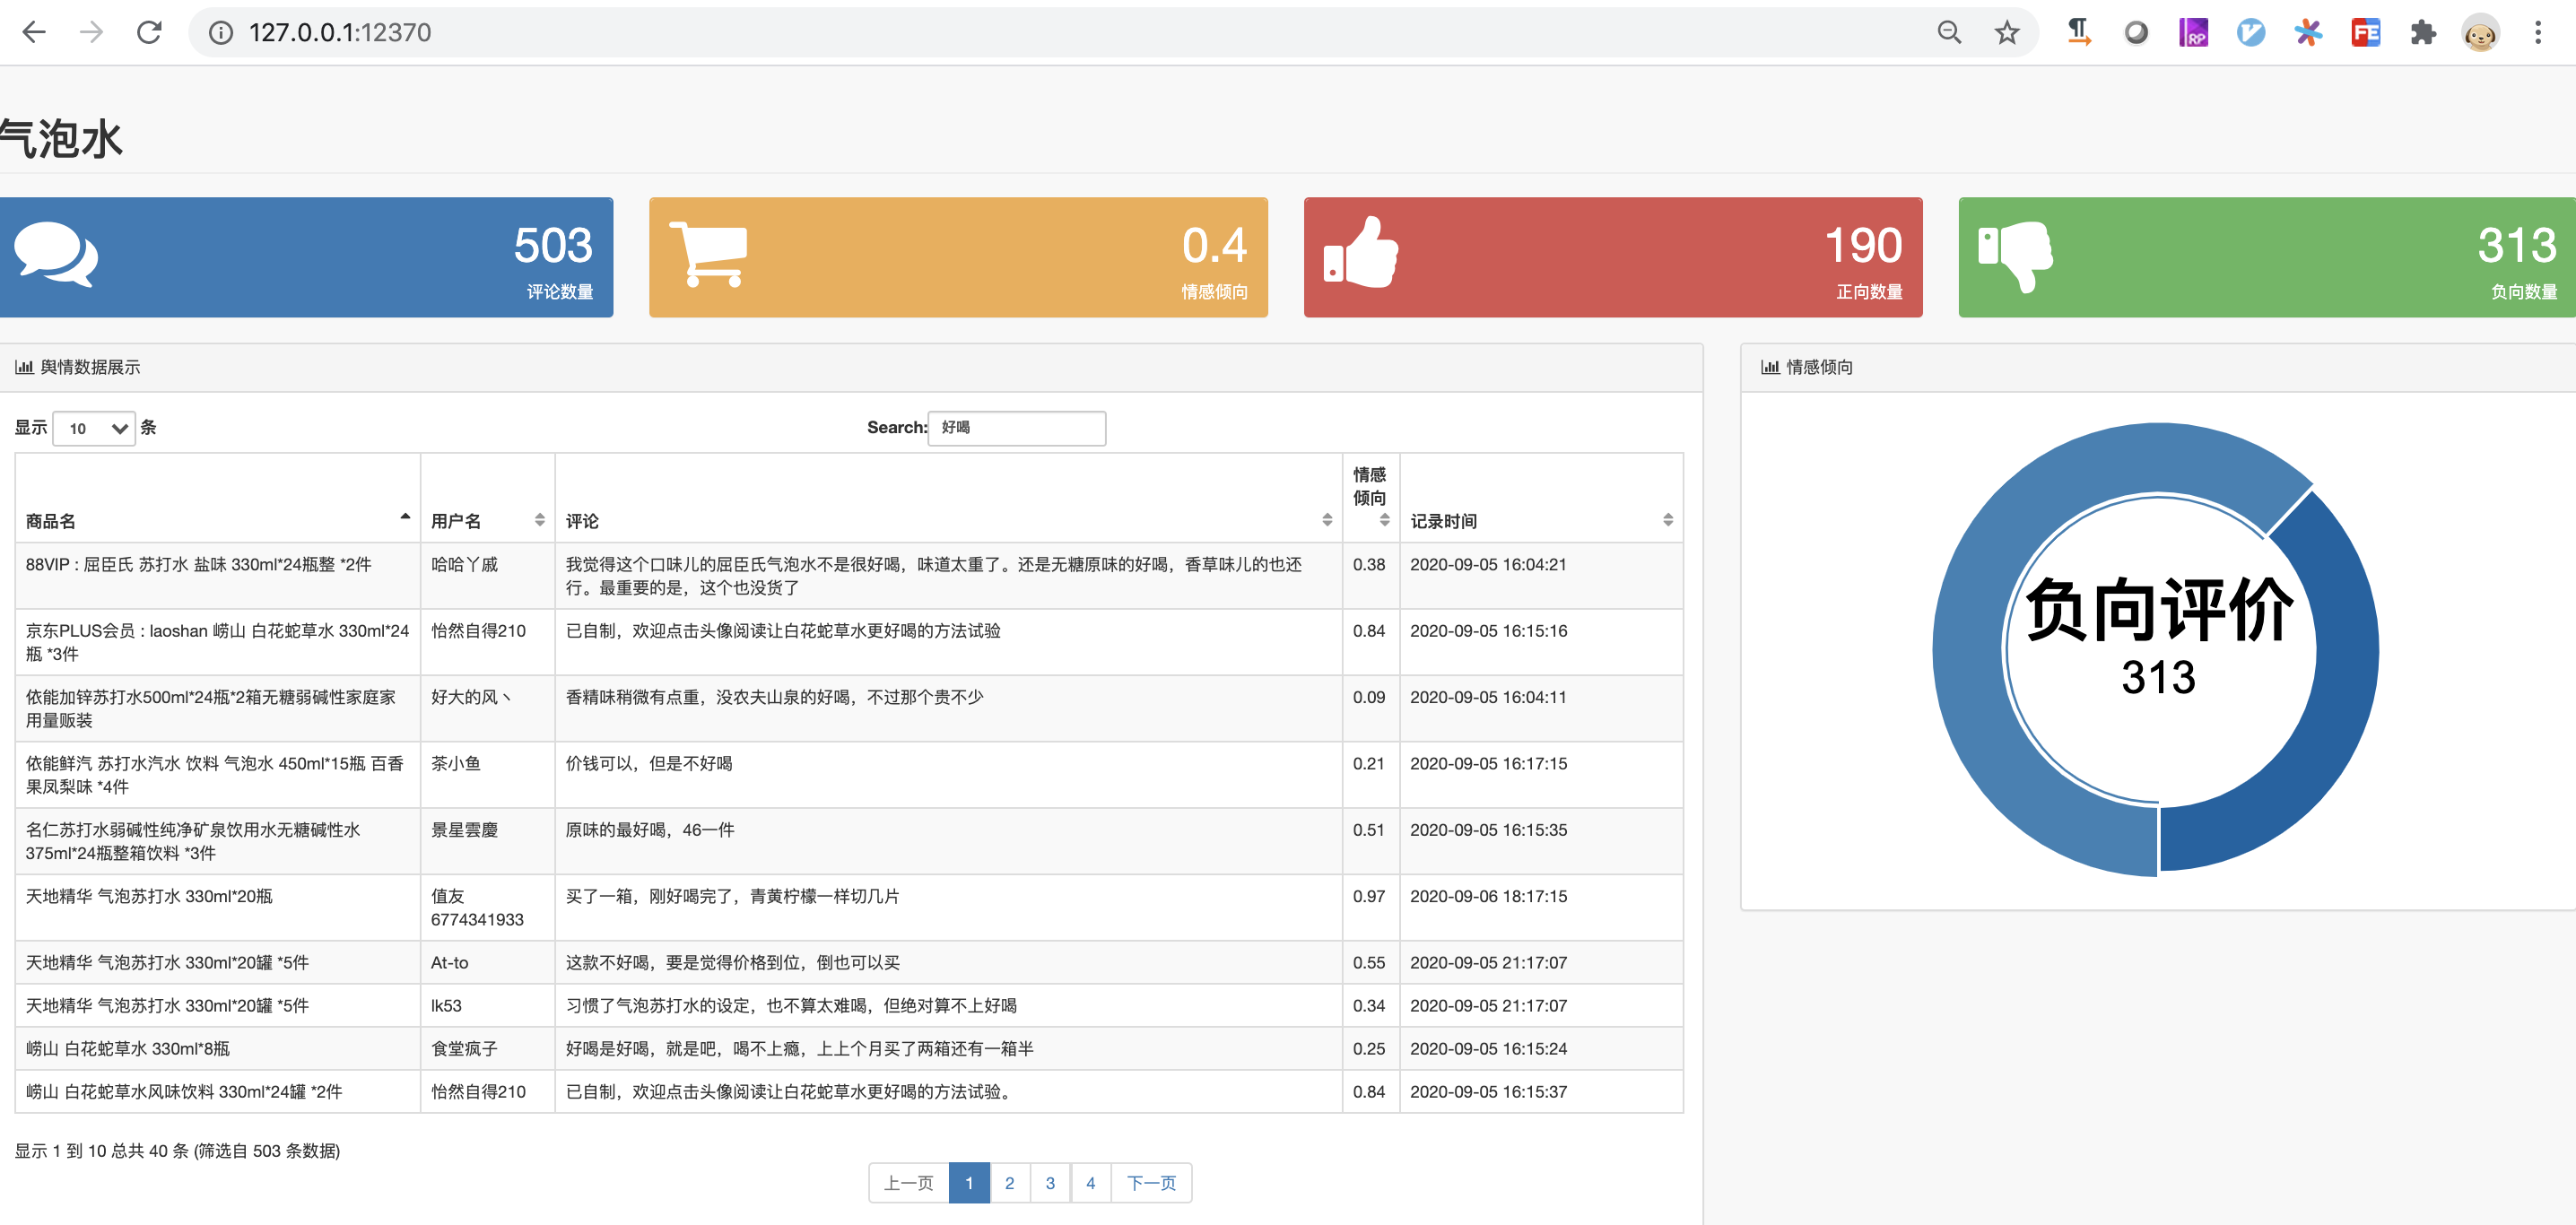 127.0.0.1:12370
RP
FE
气泡水
503
评论数量
0.4
情感倾向
190
正向数量
313
负向数量
舆情数据展示
显示 10 条
Search: 好喝
商品名 用户名 评论 情感倾向 记录时间
88VIP : 屈臣氏 苏打水 盐味 330ml*24瓶整 *2件 哈哈丫戚 我觉得这个口味儿的屈臣氏气泡水不是很好喝，味道太重了。还是无糖原味的好喝，香草味儿的也还 0.38 2020-09-05 16:04:21
行。最重要的是，这个也没货了
京东PLUS会员 : laoshan 崂山 白花蛇草水 330ml*24 怡然自得210 已自制，欢迎点击头像阅读让白花蛇草水更好喝的方法试验 0.84 2020-09-05 16:15:16
瓶 *3件
依能加锌苏打水500ml*24瓶*2箱无糖弱碱性家庭家 好大的风丶 香精味稍微有点重，没农夫山泉的好喝，不过那个贵不少 0.09 2020-09-05 16:04:11
用量贩装
依能鲜汽 苏打水汽水 饮料 气泡水 450ml*15瓶 百香 茶小鱼 价钱可以，但是不好喝 0.21 2020-09-05 16:17:15
果凤梨味 *4件
名仁苏打水弱碱性纯净矿泉饮用水无糖碱性水 景星雲慶 原味的最好喝，46一件 0.51 2020-09-05 16:15:35
375ml*24瓶整箱饮料 *3件
天地精华 气泡苏打水 330ml*20瓶 值友 买了一箱，刚好喝完了，青黄柠檬一样切几片 0.97 2020-09-06 18:17:15
6774341933
天地精华 气泡苏打水 330ml*20罐 *5件 At-to 这款不好喝，要是觉得价格到位，倒也可以买 0.55 2020-09-05 21:17:07
天地精华 气泡苏打水 330ml*20罐 *5件 lk53 习惯了气泡苏打水的设定，也不算太难喝，但绝对算不上好喝 0.34 2020-09-05 21:17:07
崂山 白花蛇草水 330ml*8瓶 食堂疯子 好喝是好喝，就是吧，喝不上瘾，上上个月买了两箱还有一箱半 0.25 2020-09-05 16:15:24
崂山 白花蛇草水风味饮料 330ml*24罐 *2件 怡然自得210 已自制，欢迎点击头像阅读让白花蛇草水更好喝的方法试验。 0.84 2020-09-05 16:15:37
显示 1 到 10 总共 40 条 (筛选自 503 条数据)
上一页 1 2 3 4 下一页
情感倾向
负向评价
313